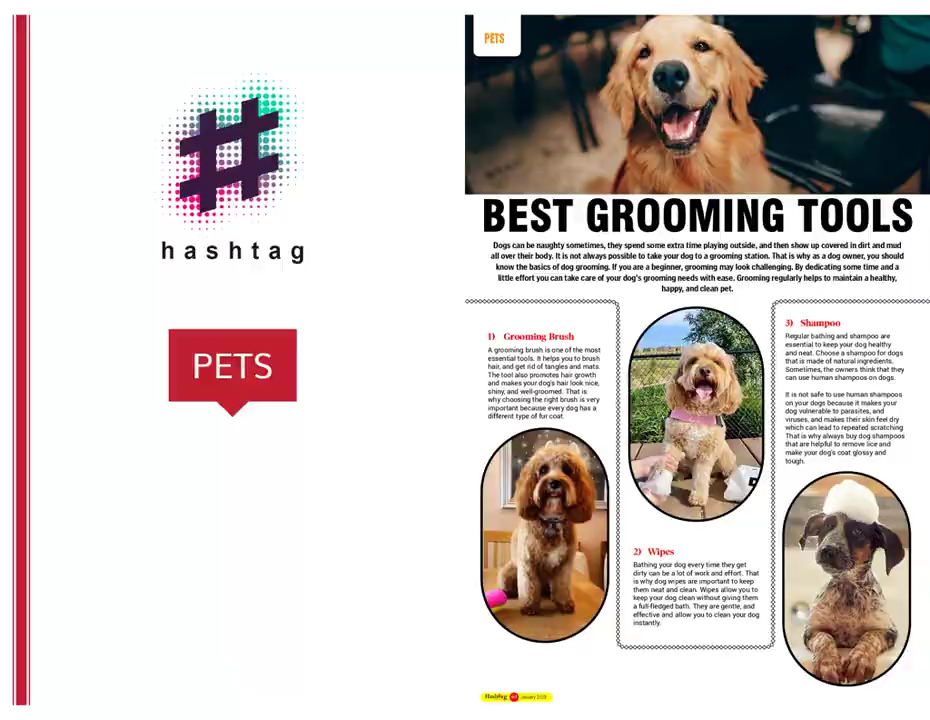 #
hashtag
PETS
PETS
BEST GROOMING TOOLS
Dogs can be naughty sometimes, they spend some extra time playing outside, and then show up covered in dirt and mud
all over their body. It is not always possible to take your dog to a grooming station. That is why as a dog owner, you should
know the basics of dog grooming. If you are a beginner, grooming may look challenging. By dedicating some time and a
little effort you can take care of your dog's grooming needs with ease. Grooming regularly helps to maintain a healthy,
happy, and clean pet.
1) Grooming Brush
A grooming brush is one of the most
essential tools. It helps you to brush
hair, and get rid of tangles and mats.
The tool also promotes hair growth
and makes your dog's hair look nice,
shiny, and well-groomed. That is
why choosing the right brush is very
important because every dog has a
different type of fur coat.
2) Wipes
Bathing your dog every time they get
dirty can be a lot of work and effort. That
is why dog wipes are important to keep
them neat and clean. Wipes allow you to
keep your dog clean without giving them
a full-fledged bath. They are gentle, and
effective and allow you to clean your dog
instantly.
3) Shampoo
Regular bathing and shampoo are
essential to keep your dog healthy
and neat. Choose a shampoo for dogs
that is made of natural ingredients.
Sometimes, the owners think that they
can use human shampoos on dogs.
It is not safe to use human shampoos
on your dogs because it makes your
dog vulnerable to parasites, and
viruses, and makes their skin feel dry
which can lead to repeated scratching
That is why always buy dog shampoos
that are helpful to remove lice and
make your dog's coat glossy and
tough.
Hashtag